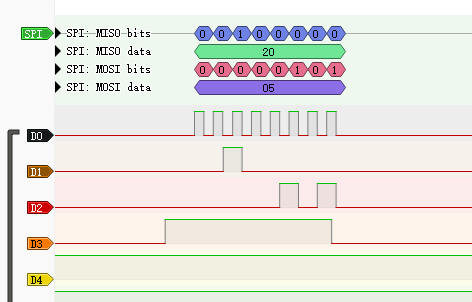 SPI
SPI: MISO bits 0 0 1 0 0 0 0 0
SPI: MISO data 20
SPI: MOSI bits 0 0 0 0 0 1 0 1
SPI: MOSI data 05
D0
D1
D2
D3
D4